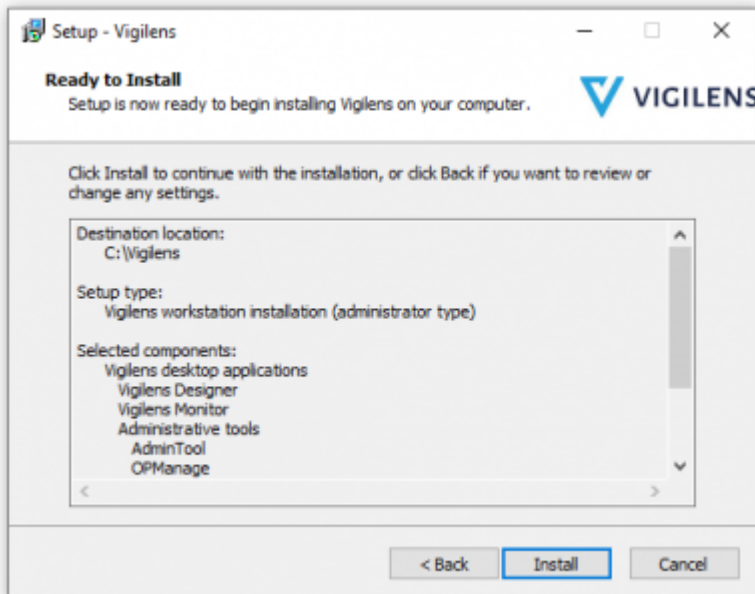 Setup - Vigilens
Ready to Install
Setup is now ready to begin installing Vigilens on your computer.
VIGILENS
Click Install to continue with the installation, or click Back if you want to review or
change any settings.
Destination location:
C:\Vigilens
Setup type:
Vigilens workstation installation (administrator type)
Selected components:
Vigilens desktop applications
Vigilens Designer
Vigilens Monitor
Administrative tools
AdminTool
OPManage
< Back Install Cancel